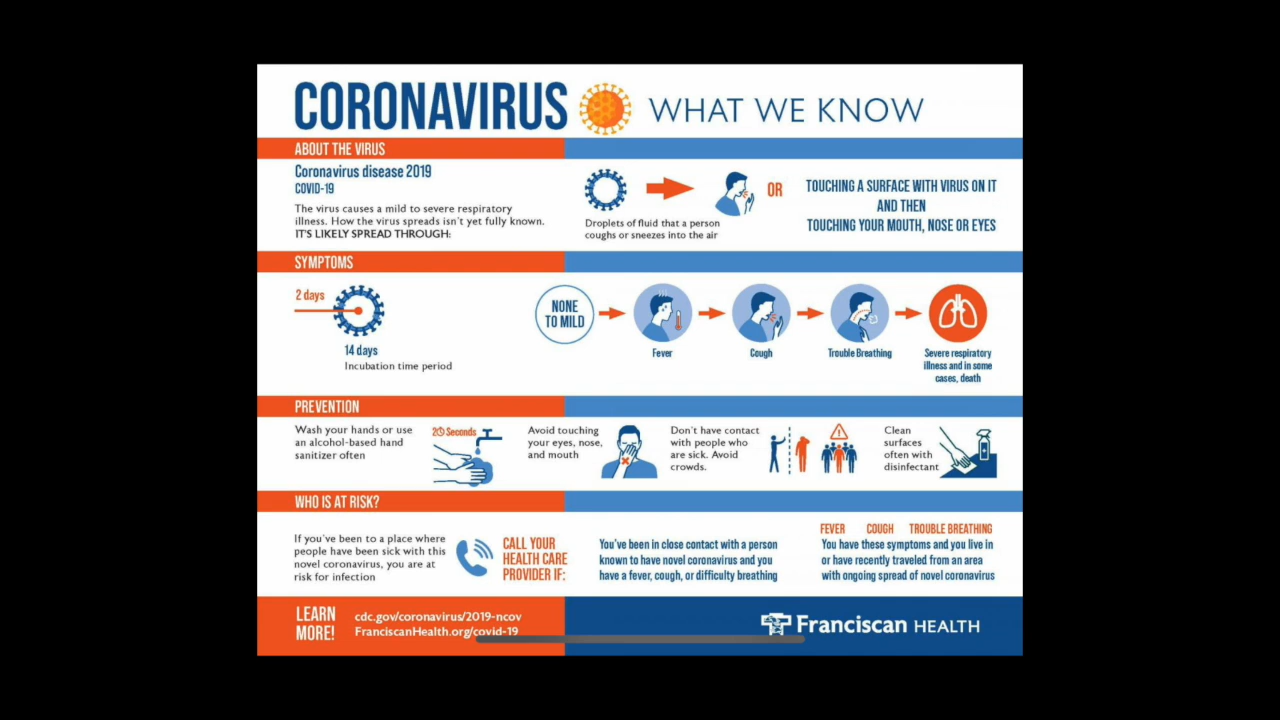 CORONAVIRUS WHAT WE KNOW
ABOUT THE VIRUS
Coronavirus disease 2019
COVID-19
The virus causes a mild to severe respiratory
illness. How the virus spreads isn't yet fully known.
IT'S LIKELY SPREAD THROUGH:
Droplets of fluid that a person
coughs or sneezes into the air
OR
TOUCHING A SURFACE WITH VIRUS ON IT
AND THEN
TOUCHING YOUR MOUTH, NOSE OR EYES
SYMPTOMS
2 days
14 days
Incubation time period
NONE
TO MILD
Fever
Cough
Trouble Breathing
Severe respiratory
illness and in some
cases, death
PREVENTION
Wash your hands or use
an alcohol-based hand
sanitizer often
20 Seconds
Avoid touching
your eyes, nose,
and mouth
Don't have contact
with people who
are sick. Avoid
crowds.
Clean
surfaces
often with
disinfectant
WHO IS AT RISK?
If you've been to a place where
people have been sick with this
novel coronavirus, you are at
risk for infection
CALL YOUR
HEALTH CARE
PROVIDER IF:
You've been in close contact with a person
known to have novel coronavirus and you
have a fever, cough, or difficulty breathing
FEVER COUGH TROUBLE BREATHING
You have these symptoms and you live in
or have recently traveled from an area
with ongoing spread of novel coronavirus
LEARN
MORE!
cdc.gov/coronavirus/2019-ncov
FranciscanHealth.org/covid-19
Franciscan HEALTH